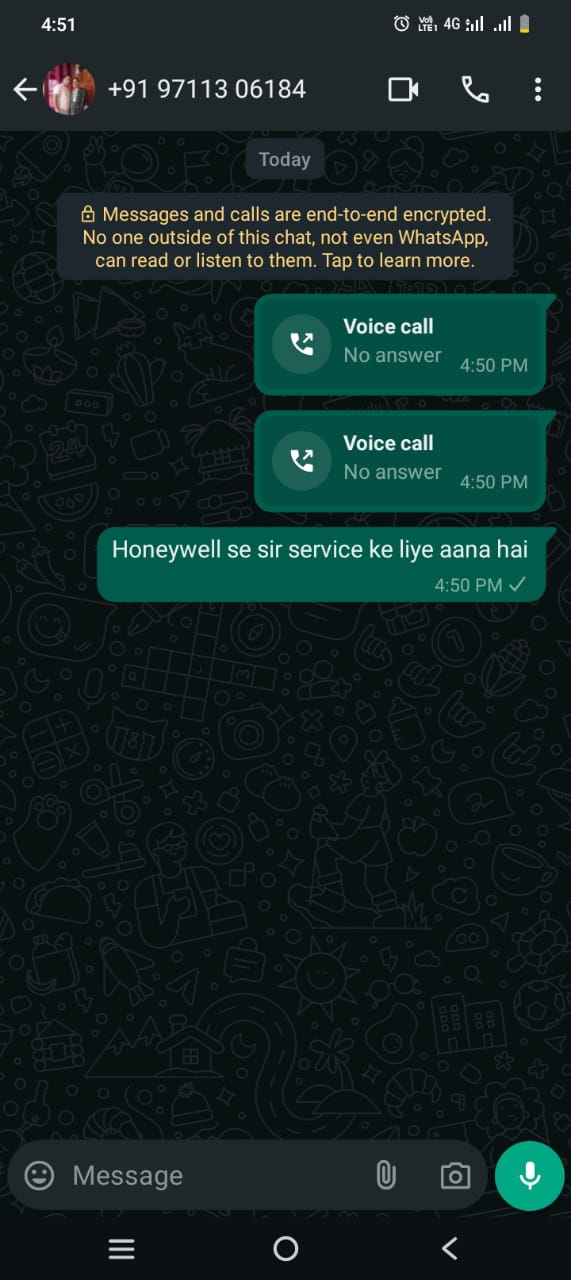 4:51
Vo) LTE1 4G
+91 97113 06184
Today
Messages and calls are end-to-end encrypted.
No one outside of this chat, not even WhatsApp,
can read or listen to them. Tap to learn more.
Voice call
No answer 4:50 PM
Voice call
No answer 4:50 PM
Honeywell se sir service ke liye aana hai
4:50 PM
Message